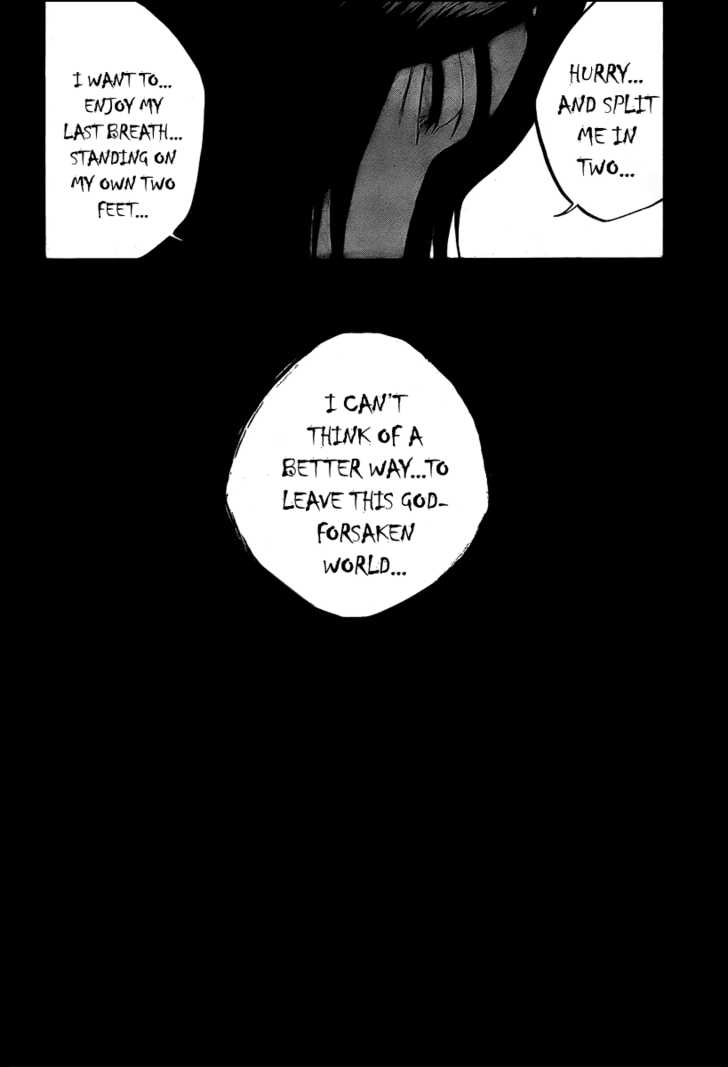 HURRY...
AND SPLIT
ME IN
TWO...
I WANT TO...
ENJOY MY
LAST BREATH...
STANDING ON
MY OWN TWO
FEET...
I CAN'T
THINK OF A
BETTER WAY...TO
LEAVE THIS GOD-
FORSAKEN
WORLD...